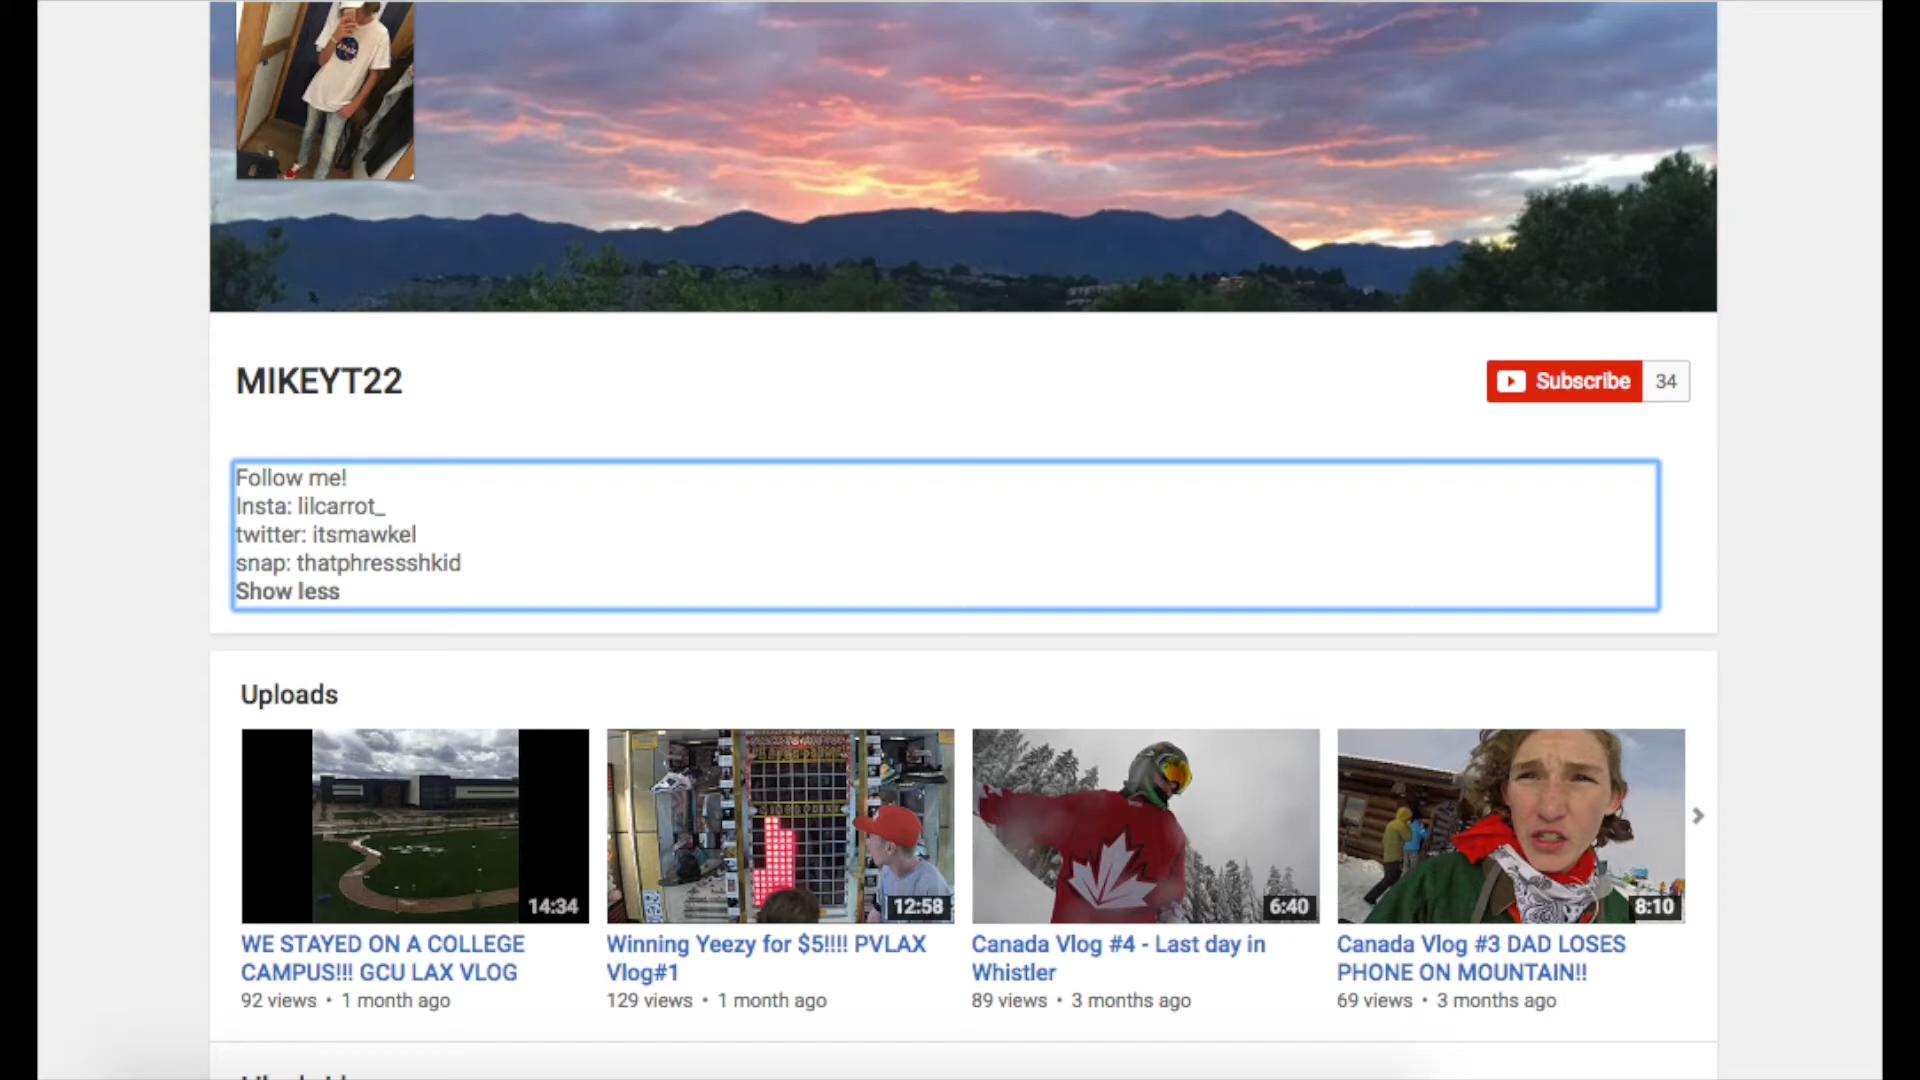 MIKEYT22
Subscribe 34
Follow me!
Insta: lilcarrot_
twitter: itsmawkel
snap: thatphressshkid
Show less
Uploads
14:34
12:58
6:40
8:10
WE STAYED ON A COLLEGE
CAMPUS!!! GCU LAX VLOG
92 views • 1 month ago
Winning Yeezy for $5!!!! PVLAX
Vlog#1
129 views • 1 month ago
Canada Vlog #4 - Last day in
Whistler
89 views • 3 months ago
Canada Vlog #3 DAD LOSES
PHONE ON MOUNTAIN!!
69 views • 3 months ago